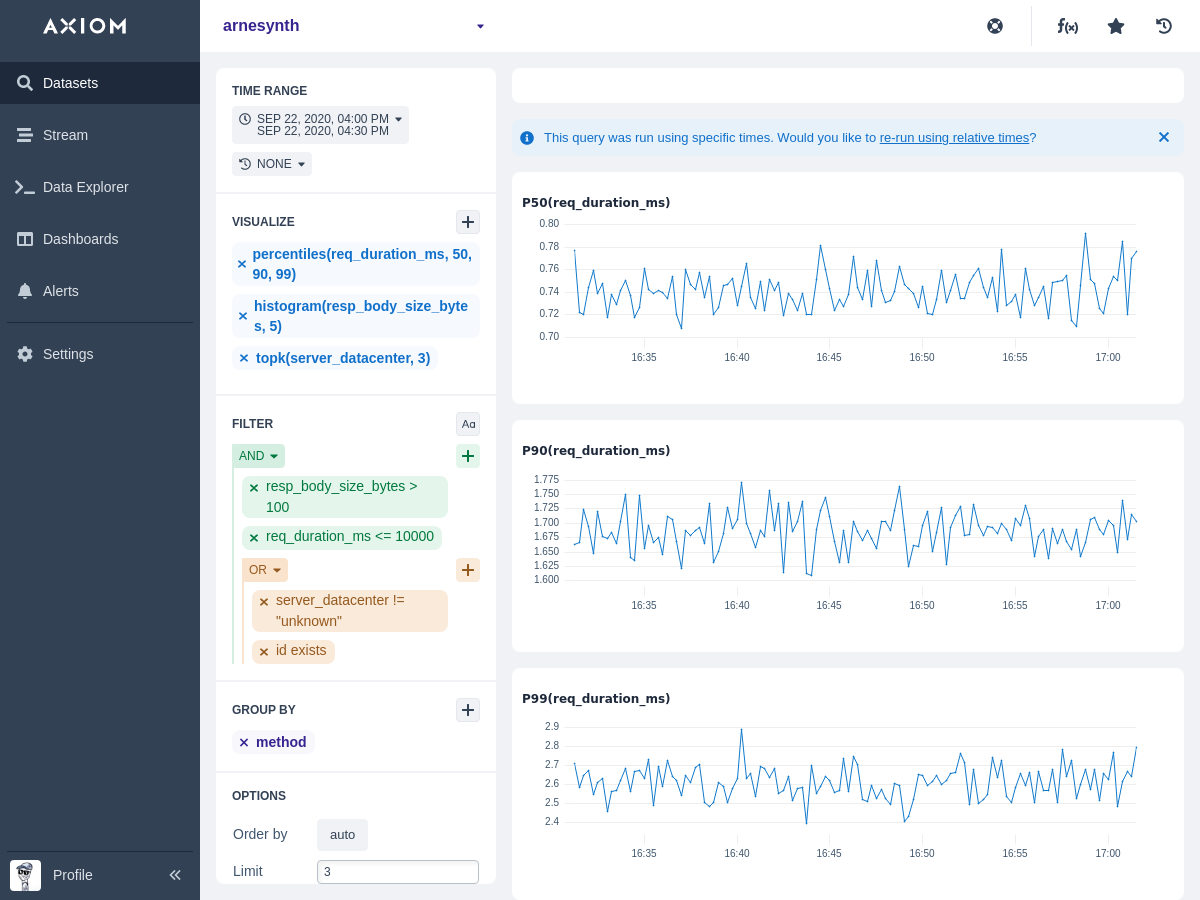 AXIOM
arnesynth
f(x)
Datasets
Stream
Data Explorer
Dashboards
Alerts
Settings
Profile
TIME RANGE
SEP 22, 2020, 04:00 PM
SEP 22, 2020, 04:30 PM
NONE
VISUALIZE
percentiles(req_duration_ms, 50,
90, 99)
histogram(resp_body_size_byte
s, 5)
topk(server_datacenter, 3)
FILTER
Aa
AND
resp_body_size_bytes >
100
req_duration_ms <= 10000
OR
server_datacenter !=
"unknown"
id exists
GROUP BY
method
OPTIONS
Order by
auto
Limit
3
This query was run using specific times. Would you like to re-run using relative times?
P50(req_duration_ms)
0.80
0.78
0.76
0.74
0.72
0.70
16:35 16:40 16:45 16:50 16:55 17:00
P90(req_duration_ms)
1.775
1.750
1.725
1.700
1.675
1.650
1.625
1.600
16:35 16:40 16:45 16:50 16:55 17:00
P99(req_duration_ms)
2.9
2.8
2.7
2.6
2.5
2.4
16:35 16:40 16:45 16:50 16:55 17:00